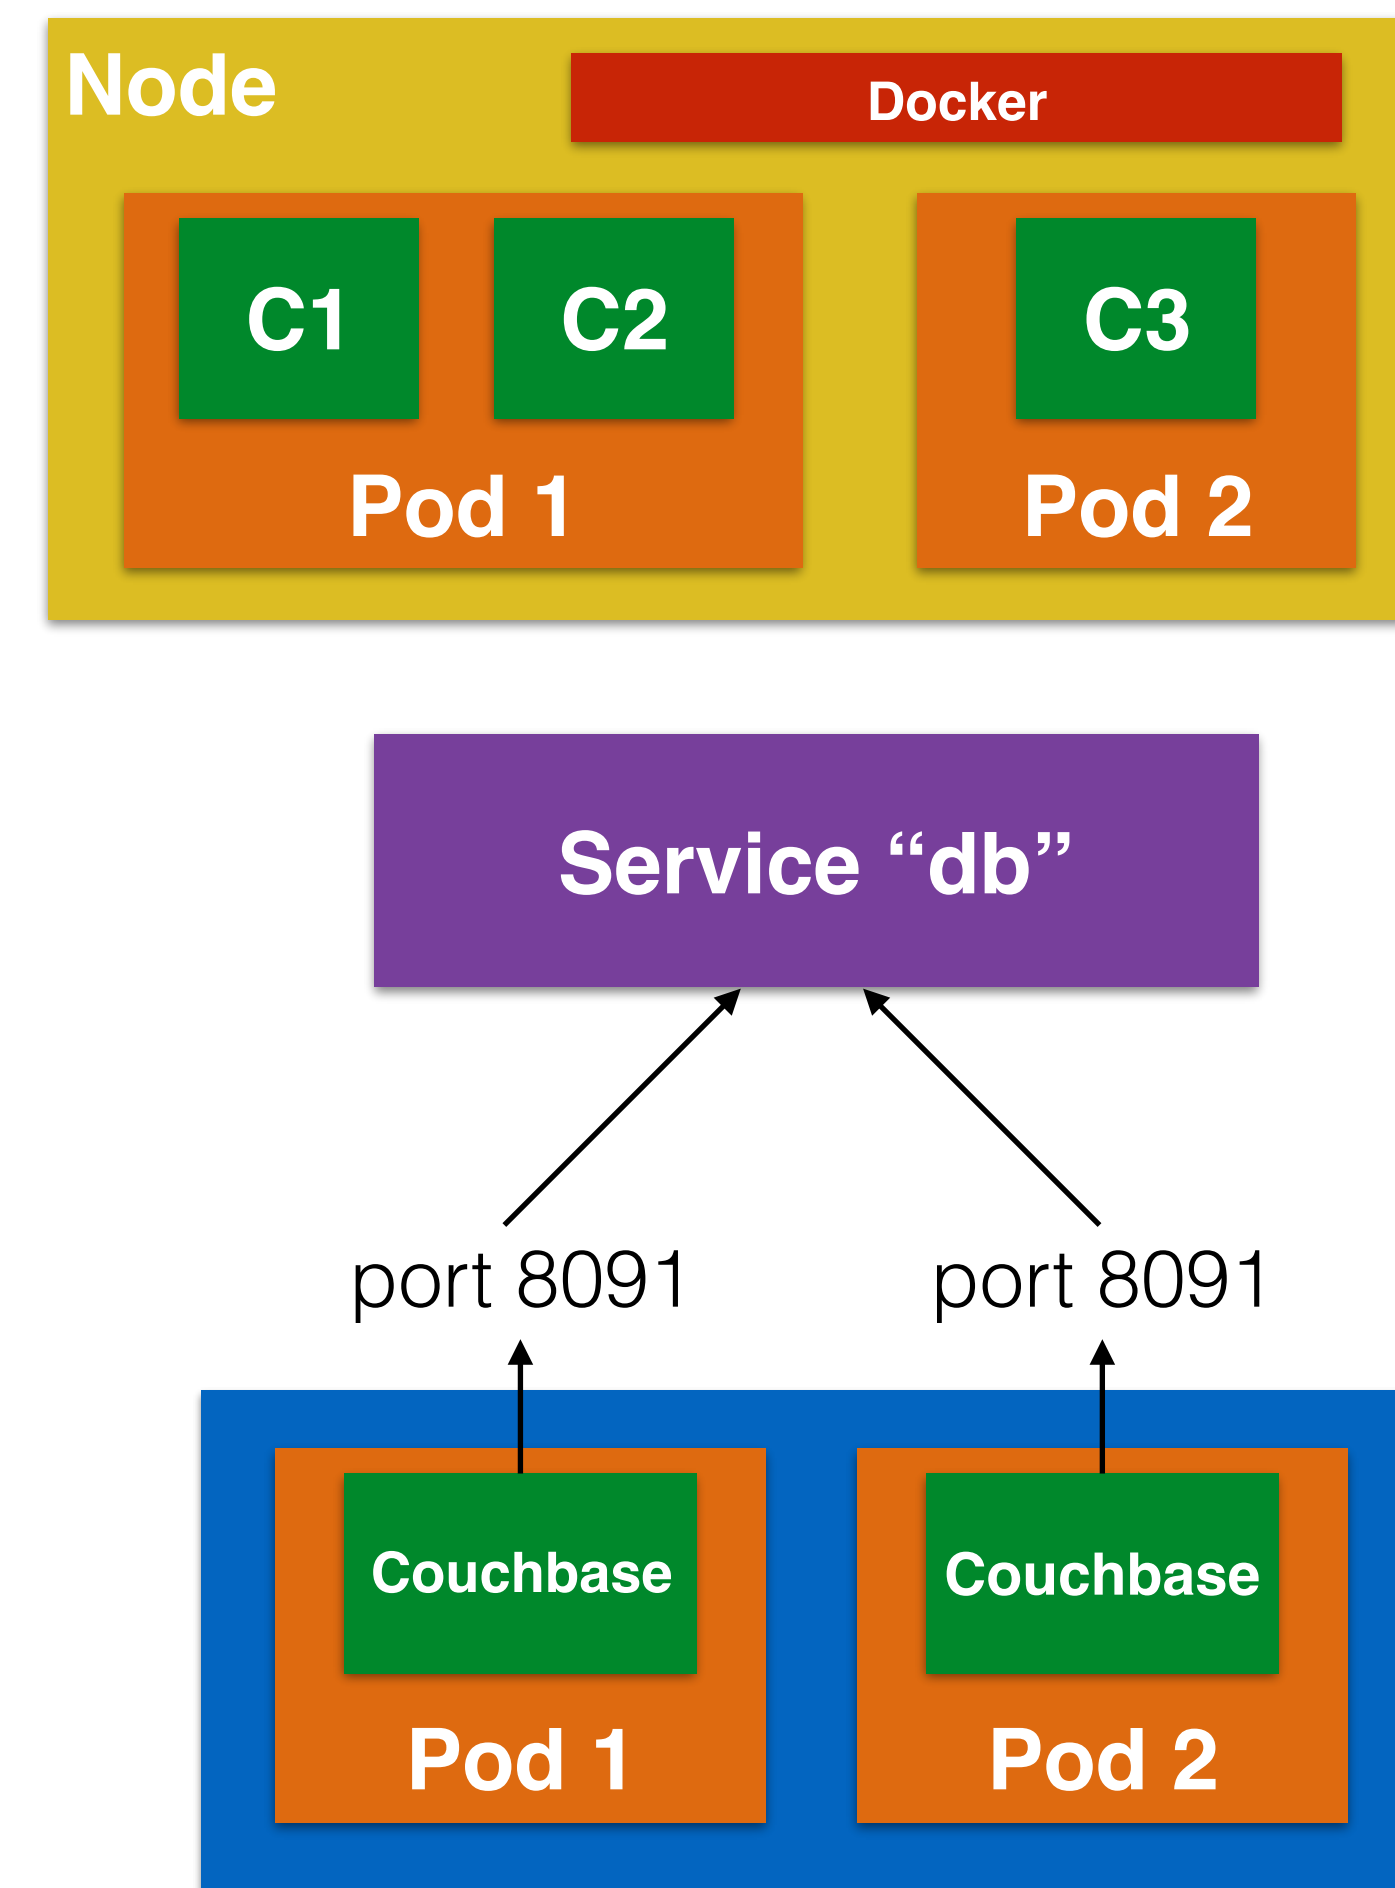 Node
Docker
C1 C2 C3
Pod 1 Pod 2
Service “db”
port 8091 port 8091
Couchbase Couchbase
Pod 1 Pod 2